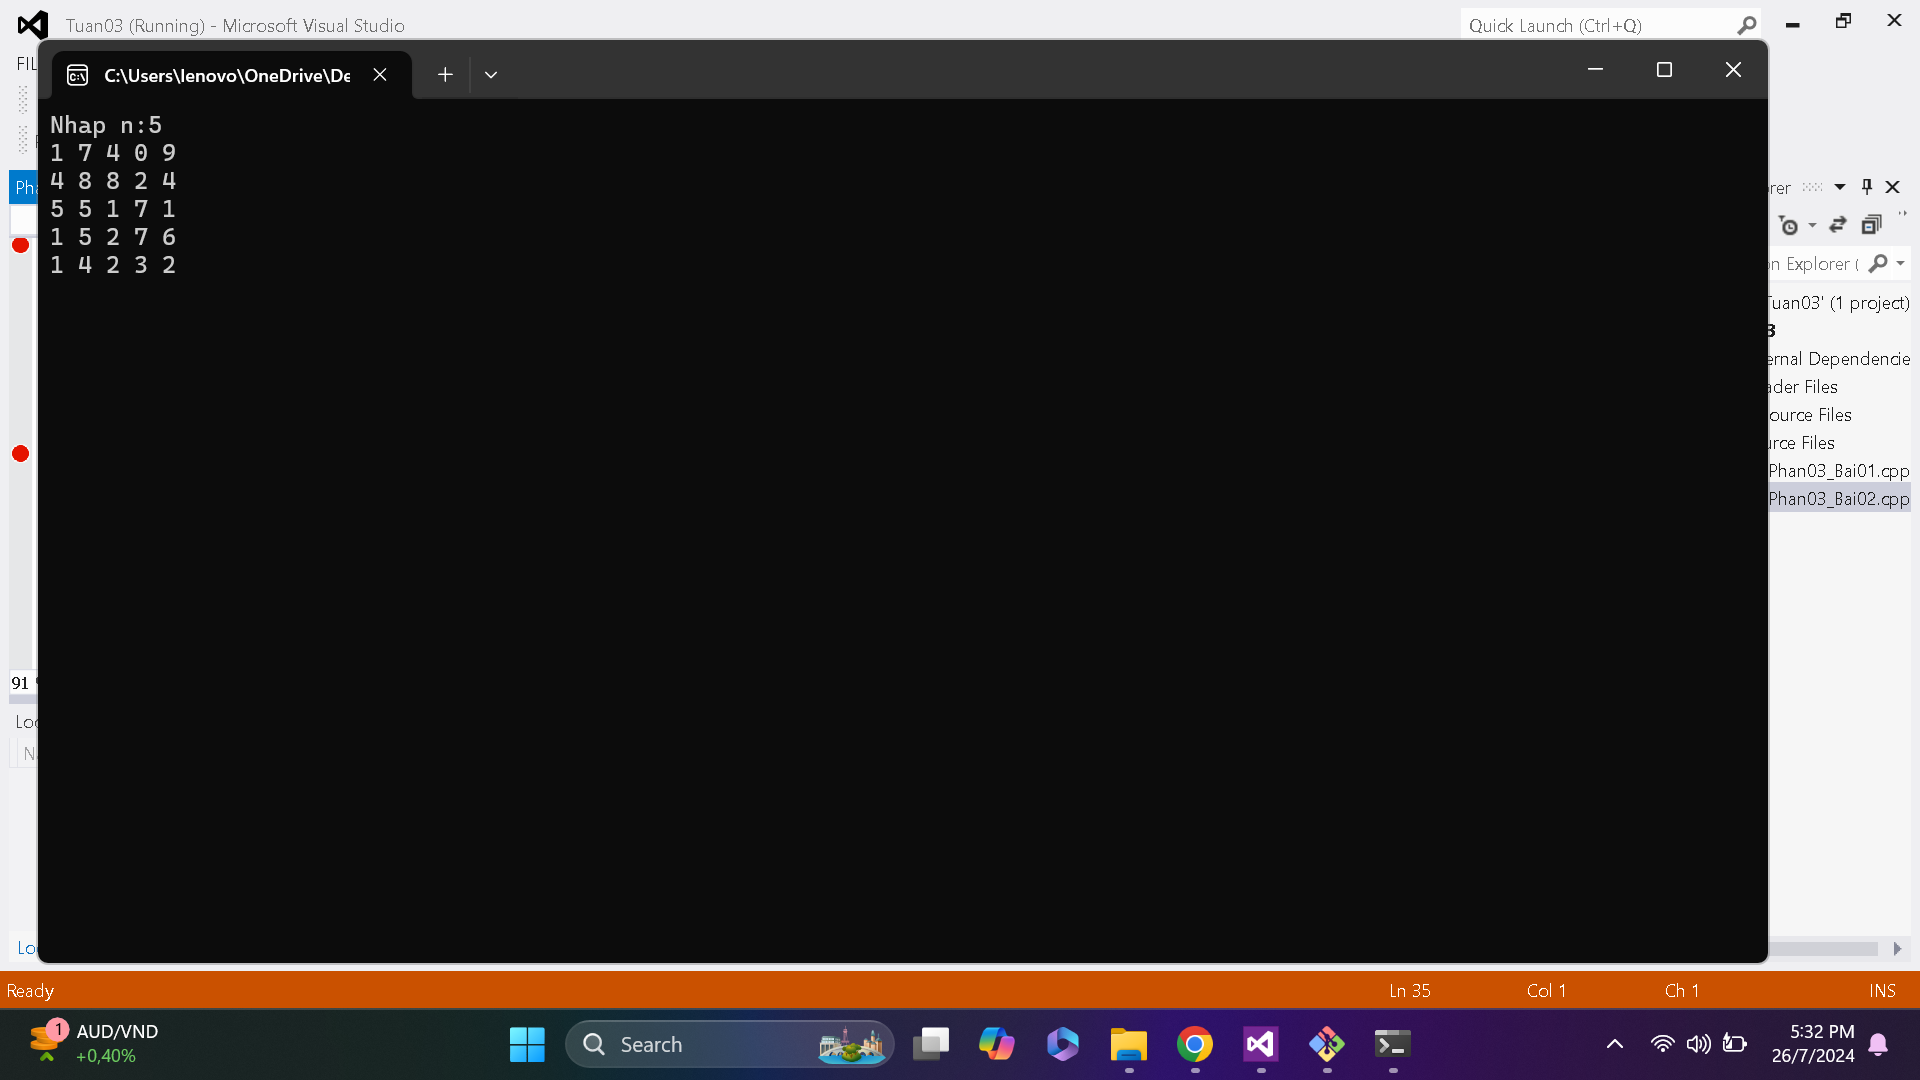 Tuan03 (Running) - Microsoft Visual Studio
Quick Launch (Ctrl+Q)
FIL
C:\Users\lenovo\OneDrive\De
Nhap n:5
1 7 4 0 9
4 8 8 2 4
5 5 1 7 1
1 5 2 7 6
1 4 2 3 2
Pha
rer
on Explorer (
Tuan03' (1 project)
3
ernal Dependencie
ader Files
ource Files
urce Files
Phan03_Bai01.cpp
Phan03_Bai02.cpp
91
Loc
Na
Loc
Ready
Ln 35
Col 1
Ch 1
INS
1
AUD/VND
+0,40%
Search
5:32 PM
26/7/2024